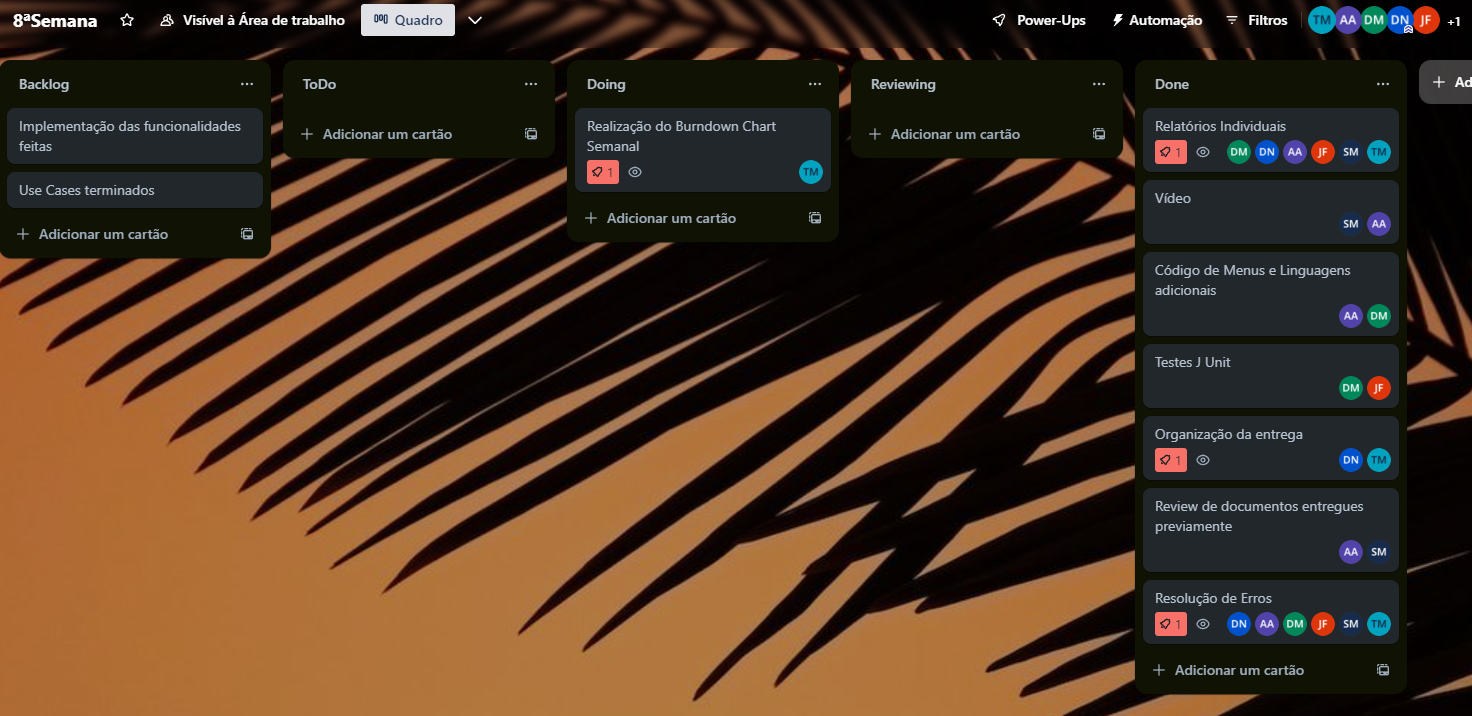 8ªSemana
Visível à Área de trabalho
Quadro
Power-Ups
Automação
Filtros
TM AA DM DN JF +1
Backlog
Implementação das funcionalidades
feitas
Use Cases terminados
Adicionar um cartão
ToDo
Adicionar um cartão
Doing
Realização do Burndown Chart
Semanal
1 TM
Adicionar um cartão
Reviewing
Adicionar um cartão
Done
Relatórios Individuais
1 DM DN AA JF SM TM
Vídeo
SM AA
Código de Menus e Linguagens
adicionais
AA DM
Testes J Unit
DM JF
Organização da entrega
1 DN TM
Review de documentos entregues
previamente
AA SM
Resolução de Erros
1 DN AA DM JF SM TM
Adicionar um cartão
Ad